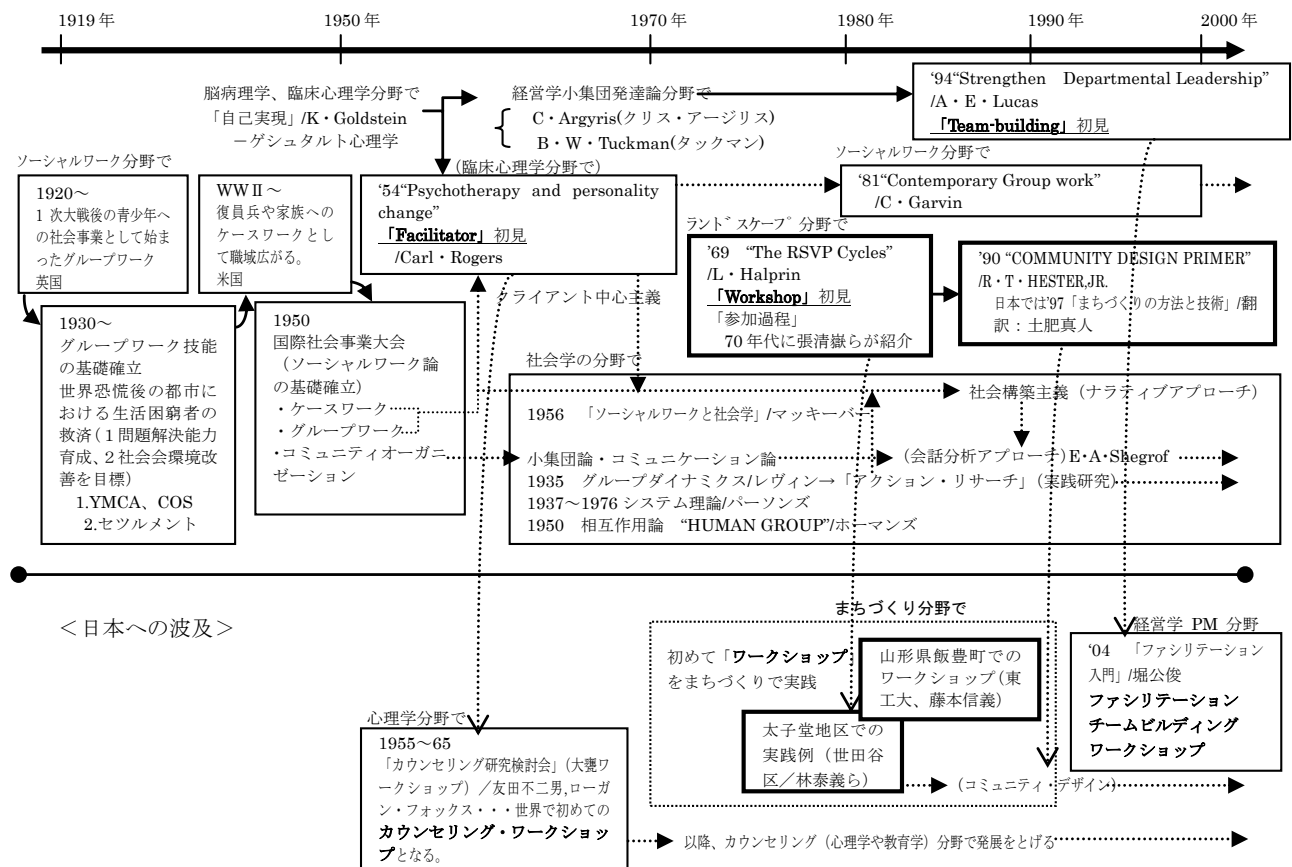 1919年 1950年 1970年 1980年 1990年 2000年
脳病理学、臨床心理学分野で
「自己実現」/K・Goldstein
−ゲシュタルト心理学
経営学小集団発達論分野で
C・Argyris(クリス・アージリス)
B・W・Tuckman(タックマン)
‘94“Strengthen Departmental Leadership”
/A・E・Lucas
「Team-building」初見
ソーシャルワーク分野で
1920～
1次大戦後の青少年へ
の社会事業として始ま
ったグループワーク
英国
WWⅡ～
復員兵や家族への
ケースワークとし
て職域広がる。
米国
(臨床心理学分野で)
‘54“Psychotherapy and personality
change”
「Facilitator」初見
/Carl・Rogers
ソーシャルワーク分野で
‘81“Contemporary Group work”
/C・Garvin
ランドスケープ分野で
’69 “The RSVP Cycles”
/L・Halprin
「Workshop」初見
「参加過程」
70年代に張清嶽らが紹介
’90 “COMMUNITY DESIGN PRIMER”
/R・T・HESTER,JR.
日本では’97「まちづくりの方法と技術」/翻
訳：土肥真人
クライアント中心主義
1930～
グループワーク技能
の基礎確立
世界恐慌後の都市に
おける生活困窮者の
救済(1問題解決能力
育成、2社会会環境改
善を目標)
1.YMCA、COS
2.セツルメント
1950
国際社会事業大会
（ソーシャルワーク論
の基礎確立）
・ケースワーク
・グループワーク
・コミュニティオーガニ
ゼーション
社会学の分野で
社会構築主義（ナラティブアプローチ）
1956 「ソーシャルワークと社会学」/マッキーバー
小集団論・コミュニケーション論
（会話分析アプローチ）E・A・Shegrof
1935 グループダイナミクス/レヴィン→「アクション・リサーチ」（実践研究）
1937～1976 システム理論/パーソンズ
1950 相互作用論 “HUMAN GROUP”/ホーマンズ
＜日本への波及＞
まちづくり分野で
初めて「ワークショップ」
をまちづくりで実践
山形県飯豊町での
ワークショップ（東
工大、藤本信義）
太子堂地区での
実践例（世田谷
区／林泰義ら）
（コミュニティ・デザイン）
経営学 PM 分野
‘04 「ファシリテーション
入門」/堀公俊
ファシリテーション
チームビルディング
ワークショップ
心理学分野で
1955～65
「カウンセリング研究検討会」（大甕ワ
ークショップ）／友田不二男,ローガ
ン・フォックス・・・世界で初めての
カウンセリング・ワークショッ
プとなる。
以降、カウンセリング（心理学や教育学）分野で発展をとげる